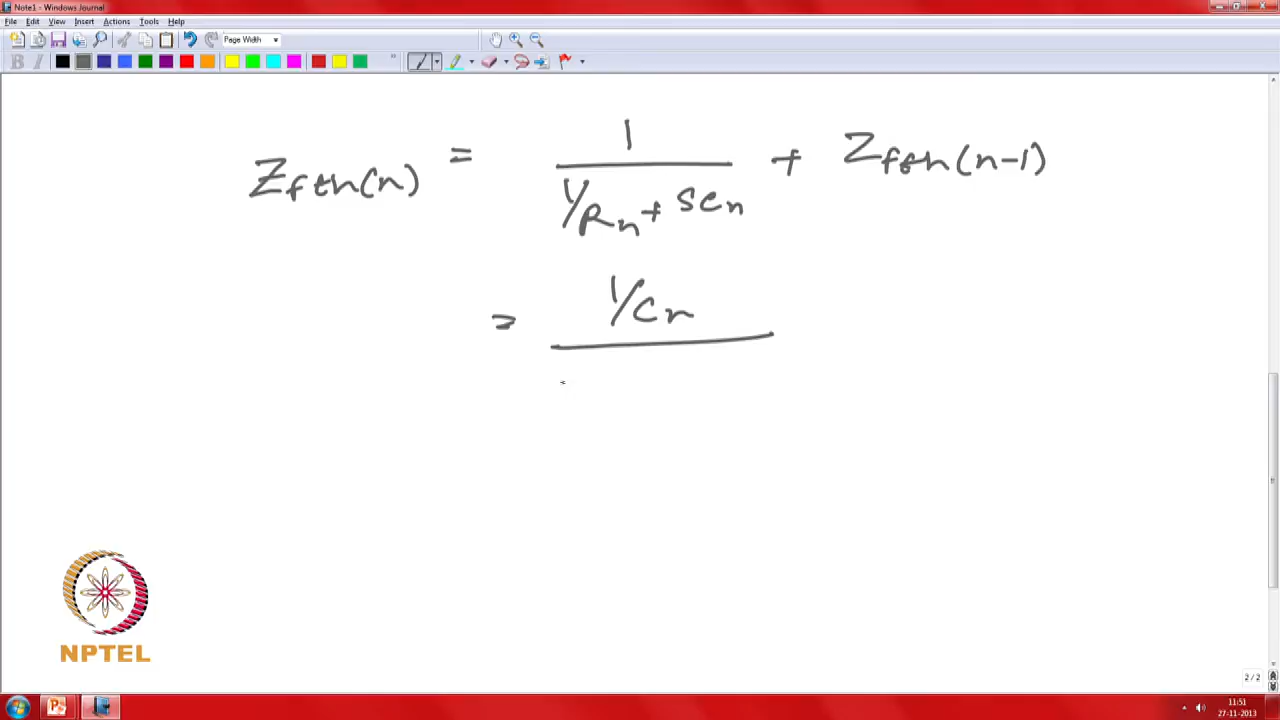 Note1 - Windows Journal
File Edit View Insert Actions Tools Help
Page Width
B I
Zfth(n) = 1 / (1/Rn + SCn) + Zfth(n-1)
= 1/Cn
NPTEL
2 / 2
11:51
27-11-2013